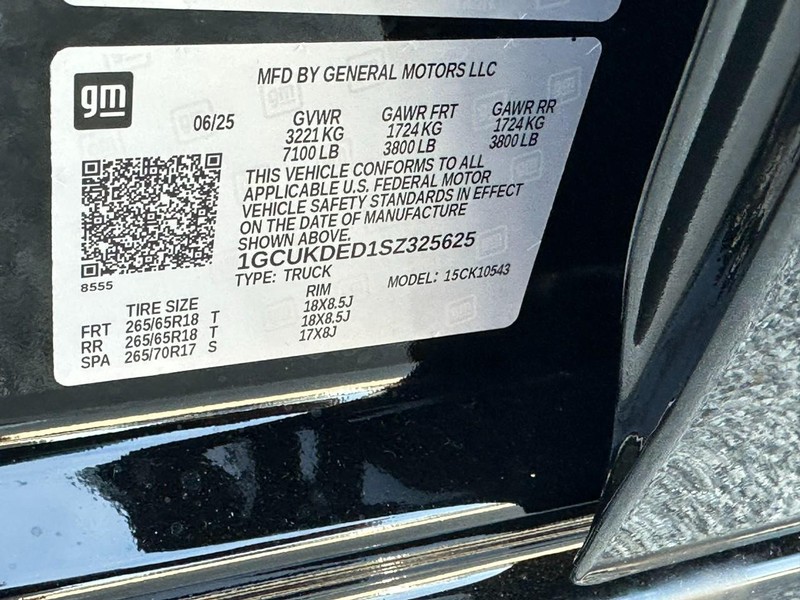 gm
MFD BY GENERAL MOTORS LLC
06/25 GVWR GAWR FRT GAWR RR
3221 KG 1724 KG 1724 KG
7100 LB 3800 LB 3800 LB
THIS VEHICLE CONFORMS TO ALL
APPLICABLE U.S. FEDERAL MOTOR
VEHICLE SAFETY STANDARDS IN EFFECT
ON THE DATE OF MANUFACTURE
SHOWN ABOVE.
1GCUKDED1SZ325625
TYPE: TRUCK MODEL: 15CK10543
8555
TIRE SIZE RIM
FRT 265/65R18 T 18X8.5J
RR 265/65R18 T 18X8.5J
SPA 265/70R17 S 17X8J